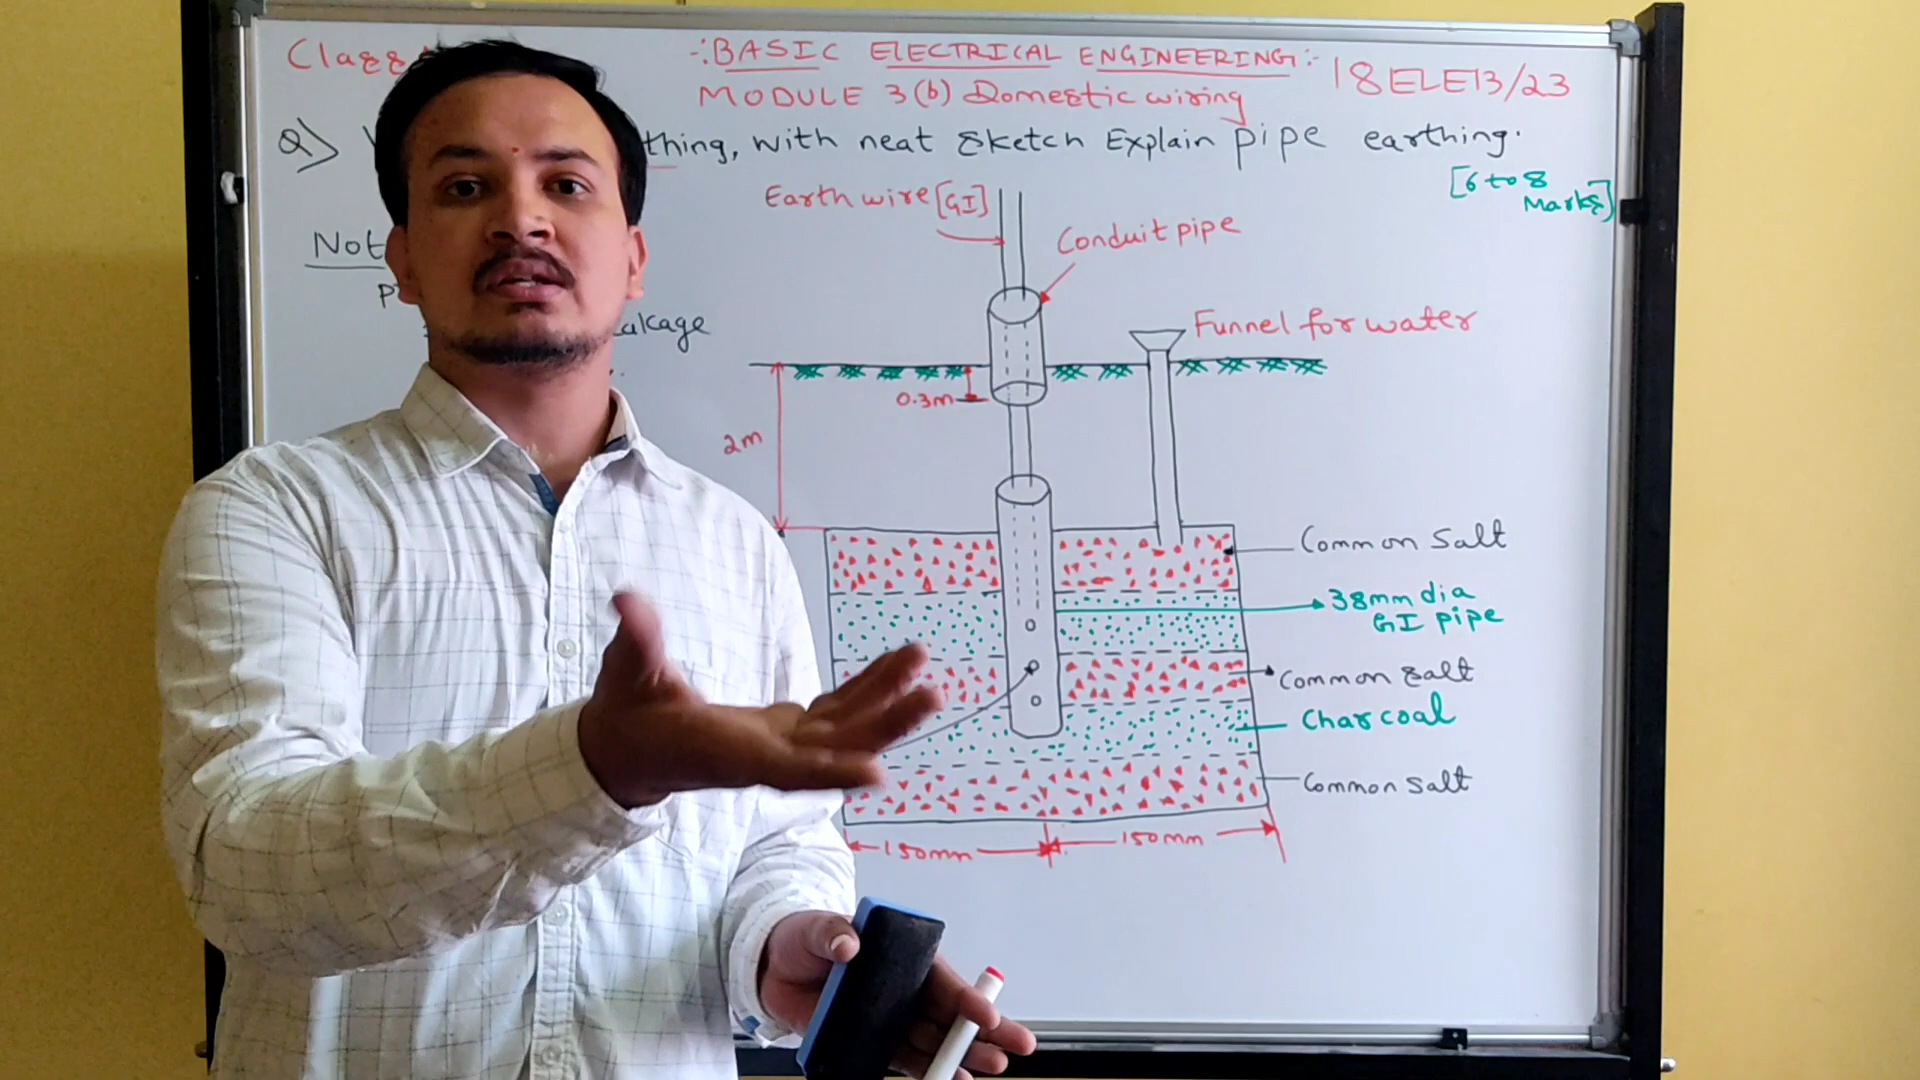 -:BASIC ELECTRICAL ENGINEERING:-
18ELE13/23
MODULE 3(b) Domestic wiring
Q> thing, with neat sketch Explain pipe earthing.
[6 to 8
Marks]
Earth wire [GI]
Conduit pipe
Funnel for water
0.3m
2m
Common Salt
38mm dia
GI pipe
Common salt
Charcoal
Common salt
150mm
150mm